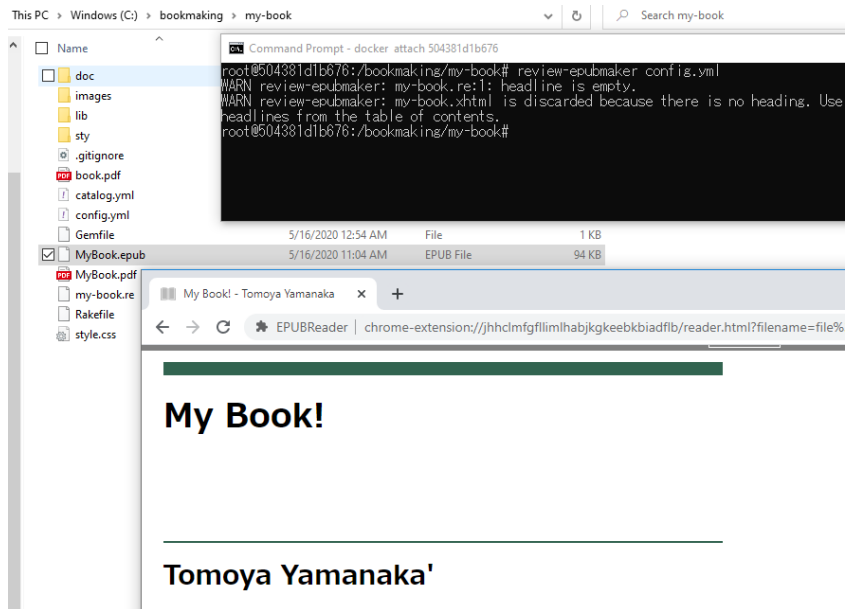 This PC > Windows (C:) > bookmaking > my-book
Search my-book
Name
Command Prompt - docker attach 504381d1b676
doc
images
lib
sty
.gitignore
book.pdf
catalog.yml
config.yml
root@504381d1b676:/bookmaking/my-book# review-epubmaker config.yml
WARN review-epubmaker: my-book.re:1: headline is empty.
WARN review-epubmaker: my-book.xhtml is discarded because there is no heading. Use
headlines from the table of contents.
root@504381d1b676:/bookmaking/my-book#
Gemfile 5/16/2020 12:54 AM File 1 KB
MyBook.epub 5/16/2020 11:04 AM EPUB File 94 KB
MyBook.pdf
my-book.re
Rakefile
style.css
My Book! - Tomoya Yamanaka
EPUBReader | chrome-extension://jhhclmfgfllimlhabjkgkeebkbiadflb/reader.html?filename=file%
My Book!
Tomoya Yamanaka'